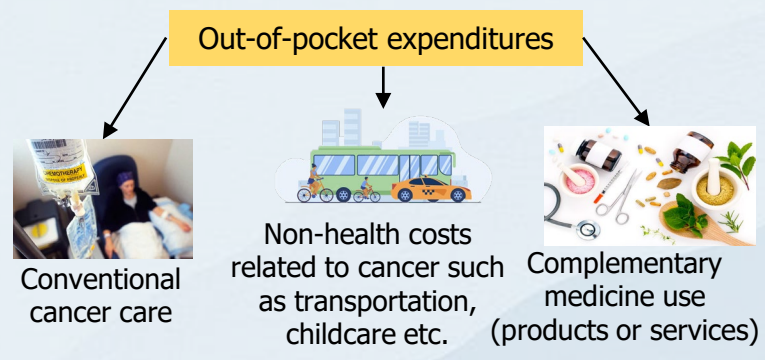 Out-of-pocket expenditures
CHEMOTHERAPY
Conventional
cancer care
Non-health costs
related to cancer such
as transportation,
childcare etc.
Complementary
medicine use
(products or services)